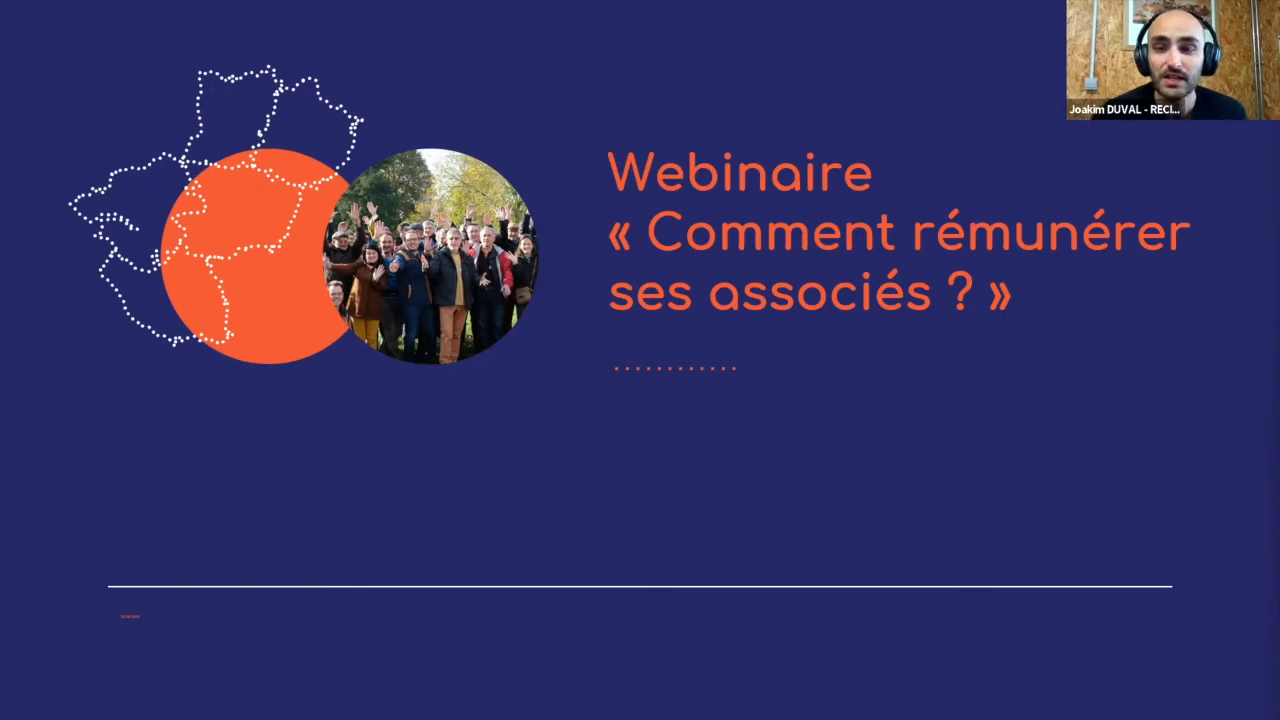 Joakim DUVAL - RECI...
Webinaire
« Comment rémunérer
ses associés ? »